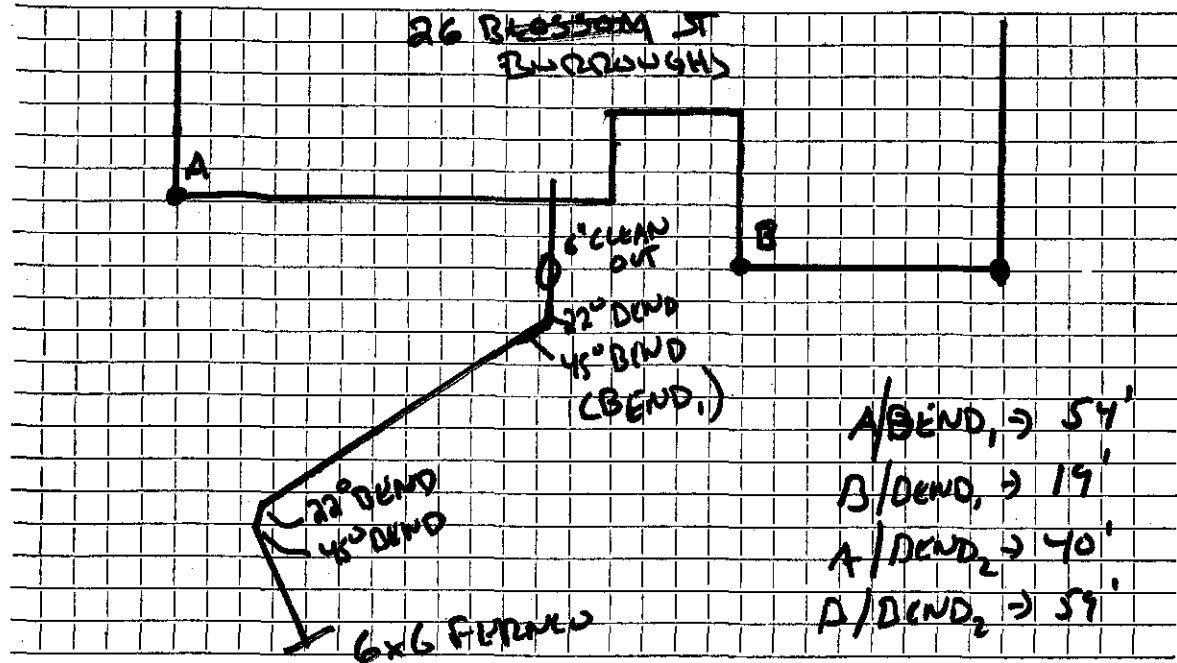 26 BLOSSOM ST
BURROUGHS
A
6" CLEAN
OUT
B
22° BEND
45° BEND
(BEND₁)
A/BEND₁ → 54'
B/BEND₁ → 19'
A/BEND₂ → 40'
B/BEND₂ → 59'
22° BEND
45° BEND
6x6 FERNCO